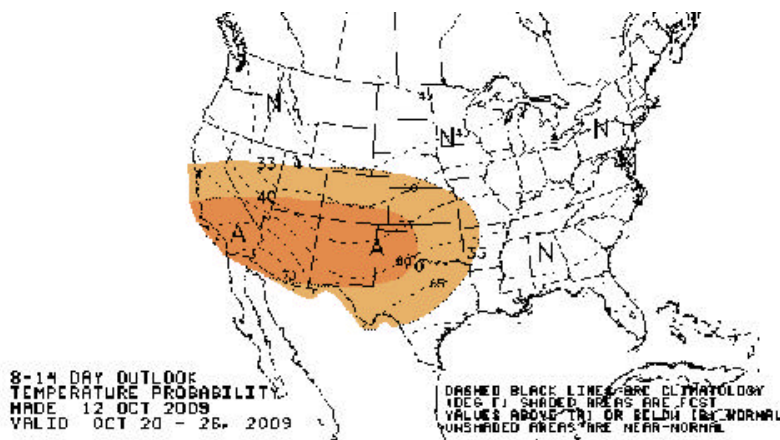 N
N
N
33
40
A
A
33
70
60
65
N
8-14 DAY OUTLOOK
TEMPERATURE PROBABILITY
MADE 12 OCT 2009
VALID OCT 20 - 26, 2009
DASHED BLACK LINES ARE CLIMATOLOGY
(DEG F) SHADED AREAS ARE FCST
VALUES ABOVE (A) OR BELOW (B) NORMAL
UNSHADED AREAS ARE NEAR-NORMAL